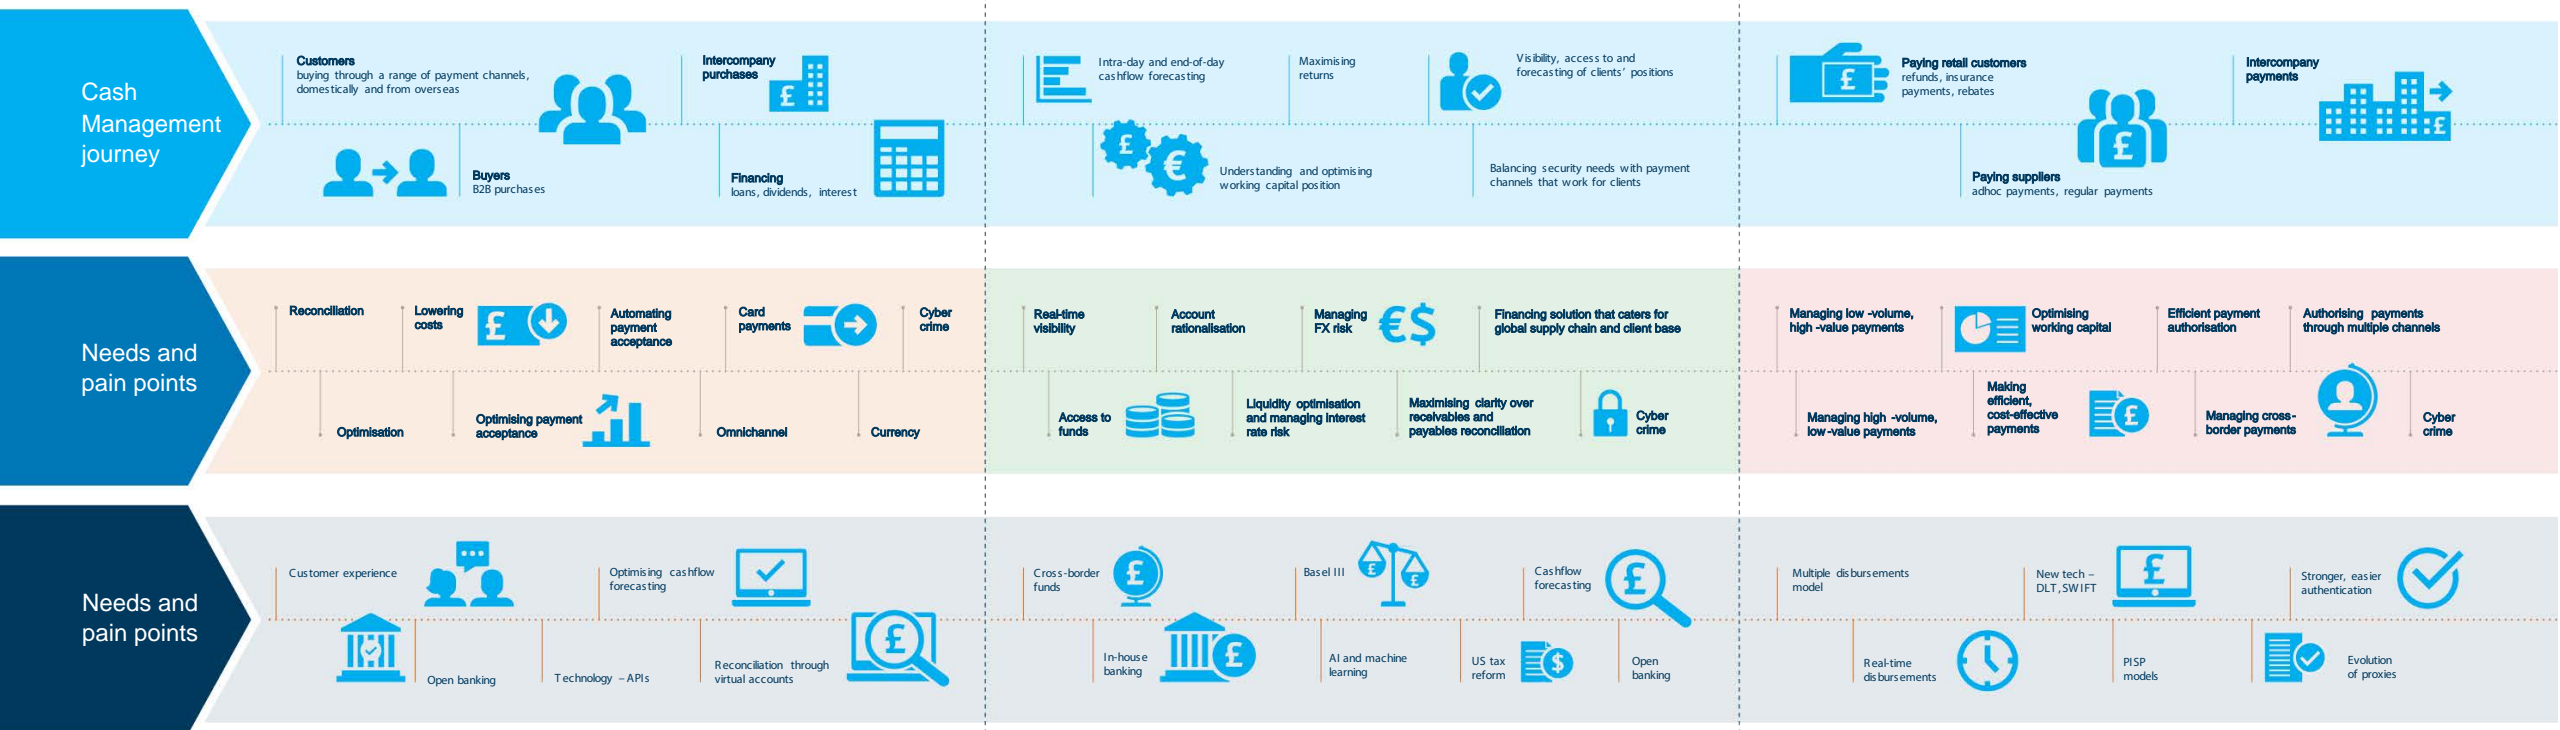 Cash
Management
journey
Customers
buying through a range of payment channels,
domestically and from overseas
Intercompany
purchases
£
Buyers
B2B purchases
Financing
loans, dividends, interest
Intra-day and end-of-day
cashflow forecasting
Maximising
returns
Visibility, access to and
forecasting of clients' positions
£
€
Understanding and optimising
working capital position
Balancing security needs with payment
channels that work for clients
£
Paying retail customers
refunds, insurance
payments, rebates
Intercompany
payments
£
£
Paying suppliers
adhoc payments, regular payments
Needs and
pain points
Reconciliation
Lowering
costs
£
Automating
payment
acceptance
Card
payments
Cyber
crime
Optimisation
Optimising payment
acceptance
Omnichannel
Currency
Real-time
visibility
Account
rationalisation
Managing
FX risk
€$
Financing solution that caters for
global supply chain and client base
Access to
funds
Liquidity optimisation
and managing interest
rate risk
Maximising clarity over
receivables and
payables reconciliation
Cyber
crime
Managing low -volume,
high -value payments
Optimising
working capital
Efficient payment
authorisation
Authorising payments
through multiple channels
Managing high -volume,
low -value payments
Making
efficient,
cost-effective
payments
£
Managing cross-
border payments
Cyber
crime
Needs and
pain points
Customer experience
Optimising cashflow
forecasting
Open banking
Technology – APIs
Reconciliation through
virtual accounts
£
Cross-border
funds
£
Basel III
£
£
Cashflow
forecasting
£
In-house
banking
£
AI and machine
learning
US tax
reform
$
Open
banking
Multiple disbursements
model
New tech –
DLT, SWIFT
£
Stronger, easier
authentication
Real-time
disbursements
PISP
models
Evolution
of proxies